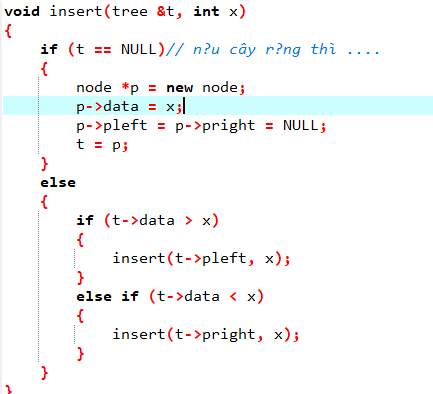 void insert(tree &t, int x)
{
if (t == NULL)// n?u cây r?ng thì ....
{
node *p = new node;
p->data = x;
p->pleft = p->pright = NULL;
t = p;
}
else
{
if (t->data > x)
{
insert(t->pleft, x);
}
else if (t->data < x)
{
insert(t->pright, x);
}
}
}